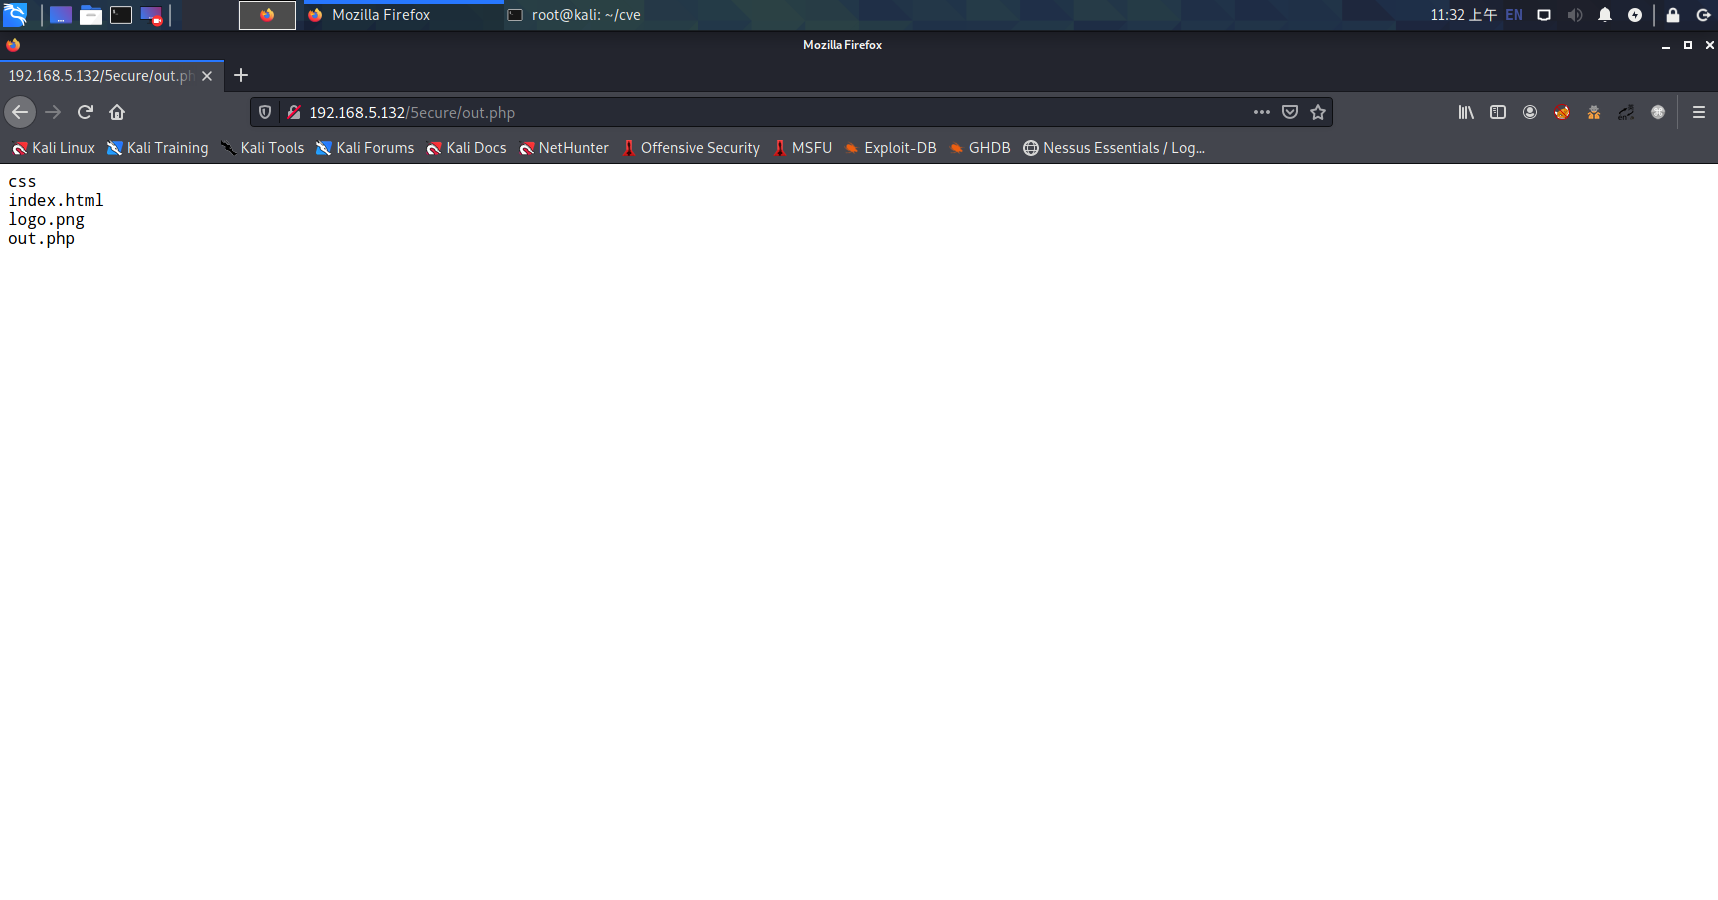 Mozilla Firefox root@kali: ~/cve 11:32 上午 EN
Mozilla Firefox
192.168.5.132/5ecure/out.ph
192.168.5.132/5ecure/out.php
Kali Linux Kali Training Kali Tools Kali Forums Kali Docs NetHunter Offensive Security MSFU Exploit-DB GHDB Nessus Essentials / Log...
css
index.html
logo.png
out.php